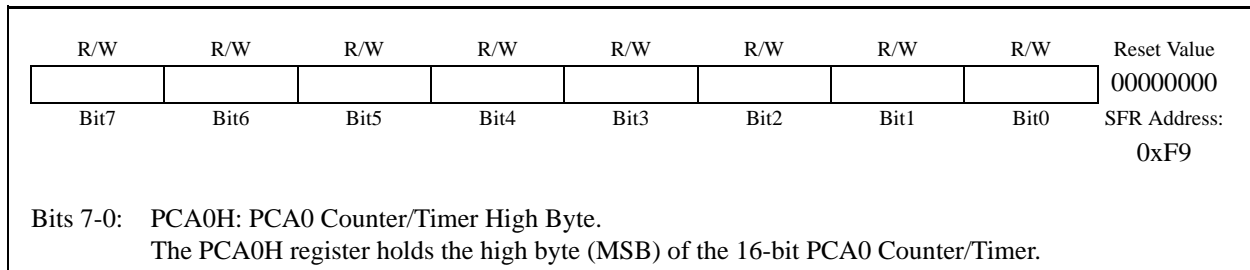 R/W R/W R/W R/W R/W R/W R/W R/W Reset Value
00000000
Bit7 Bit6 Bit5 Bit4 Bit3 Bit2 Bit1 Bit0 SFR Address:
0xF9
Bits 7-0: PCA0H: PCA0 Counter/Timer High Byte.
The PCA0H register holds the high byte (MSB) of the 16-bit PCA0 Counter/Timer.